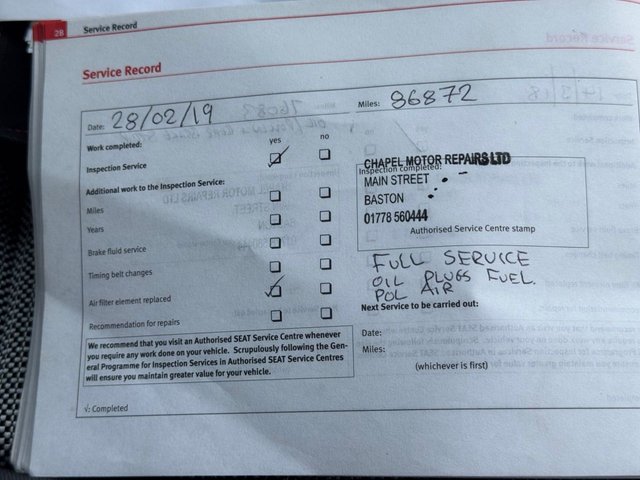 28 Service Record
Service Record
Date: 28/02/19 Miles: 86872
Work completed: yes no
Inspection Service
Additional work to the Inspection Service:
Miles
Years
Brake fluid service
Timing belt changes
Air filter element replaced
Recommendation for repairs
Inspection completed:
CHAPEL MOTOR REPAIRS LTD
MAIN STREET
BASTON
01778 560444
Authorised Service Centre stamp
FULL SERVICE
OIL PLUGS FUEL.
POL AIR
Next Service to be carried out:
Date:
Miles:
(whichever is first)
We recommend that you visit an Authorised SEAT Service Centre whenever
you require any work done on your vehicle. Scrupulously following the Gen-
eral Programme for Inspection Services in Authorised SEAT Service Centres
will ensure you maintain greater value for your vehicle.
√: Completed